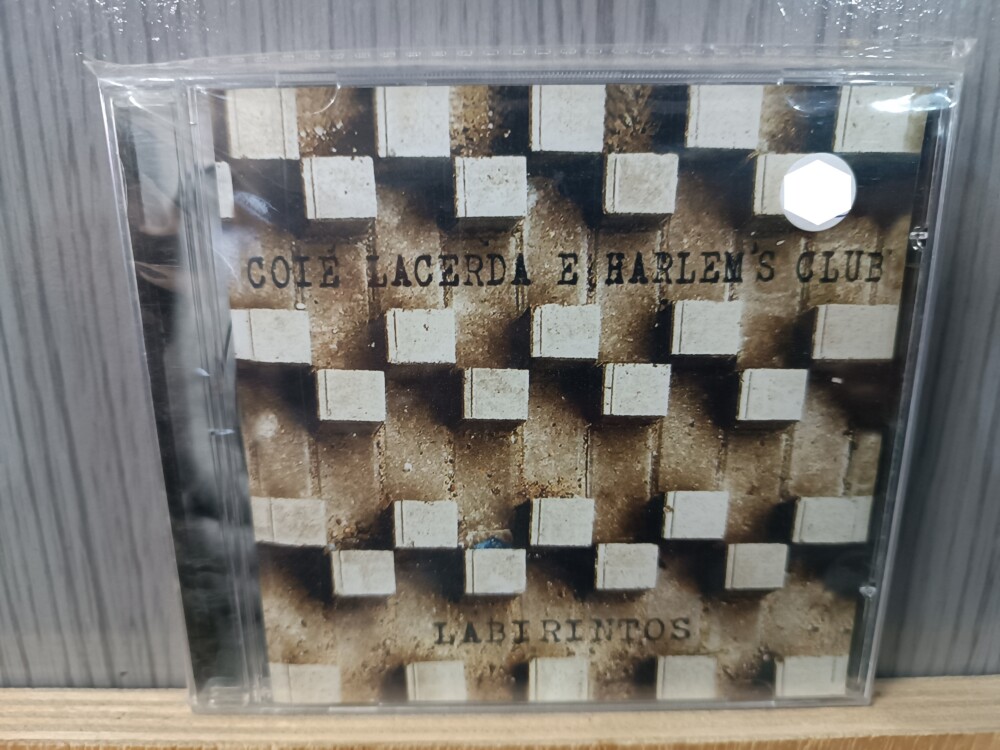 COIÉ LACERDA E HARLEM'S CLUB
LABIRINTOS